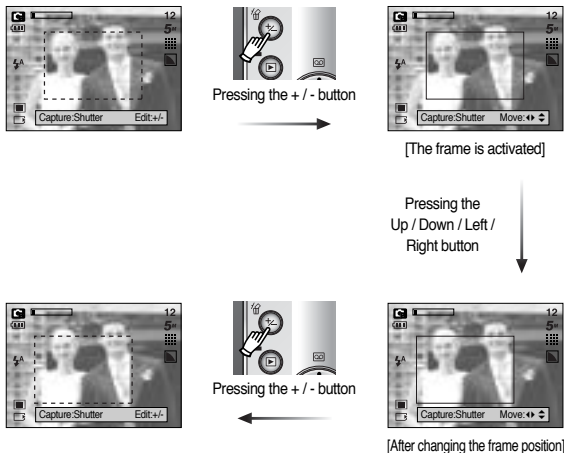 12
5M
Capture:Shutter Edit:+/-
+/-
Pressing the + / - button
12
5M
Capture:Shutter Move:
[The frame is activated]
Pressing the
Up / Down / Left /
Right button
12
5M
Capture:Shutter Edit:+/-
+/-
Pressing the + / - button
12
5M
Capture:Shutter Move:
[After changing the frame position]